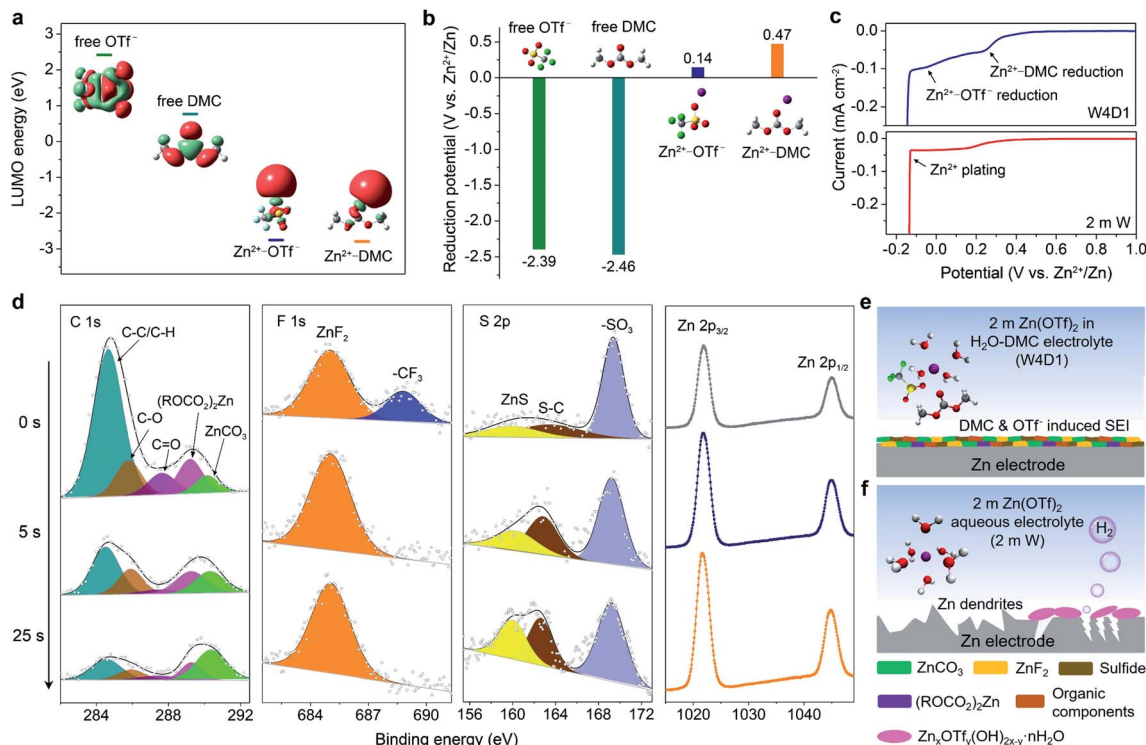 a
LUMO energy (eV)
3
2
1
0
-1
-2
-3
free OTf⁻
free DMC
Zn²⁺–OTf⁻
Zn²⁺–DMC
b
Reduction potential (V vs. Zn²⁺/Zn)
0.5
0.0
-0.5
-1.0
-1.5
-2.0
-2.5
free OTf⁻
free DMC
0.14
0.47
Zn²⁺–OTf⁻
Zn²⁺–DMC
-2.39
-2.46
c
Current (mA cm⁻²)
0.0
-0.1
Zn²⁺–DMC reduction
Zn²⁺–OTf⁻ reduction
W4D1
0.0
-0.1
-0.2
Zn²⁺ plating
2 m W
0.0 0.2 0.4 0.6 0.8 1.0
Potential (V vs. Zn²⁺/Zn)
d
0 s
5 s
25 s
C 1s
C-C/C-H
C-O
C=O
(ROCO₂)₂Zn
ZnCO₃
284 288 292
F 1s
ZnF₂
-CF₃
684 687 690
S 2p
-SO₃
ZnS
S-C
156 160 164 168 172
Zn 2p₃/₂
Zn 2p₁/₂
1020 1030 1040
Binding energy (eV)
e
2 m Zn(OTf)₂ in
H₂O-DMC electrolyte
(W4D1)
DMC & OTf⁻ induced SEI
Zn electrode
f
2 m Zn(OTf)₂
aqueous electrolyte
(2 m W)
H₂
Zn dendrites
Zn electrode
ZnCO₃ ZnF₂ Sulfide
(ROCO₂)₂Zn Organic
components
ZnₓOTfᵧ(OH)₂ₓ₋ᵧ·nH₂O